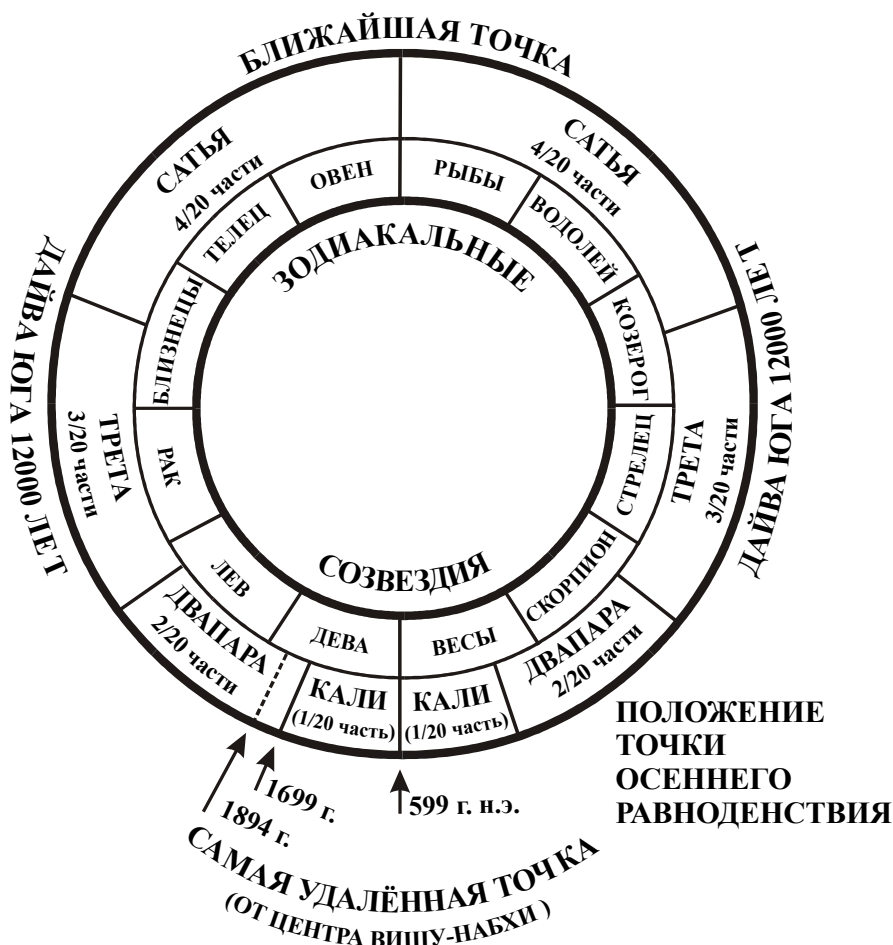 БЛИЖАЙШАЯ ТОЧКА
САТЬЯ
4/20 части
САТЬЯ
4/20 части
ОВЕН
РЫБЫ
ТЕЛЕЦ
ВОДОЛЕЙ
ЗОДИАКАЛЬНЫЕ
ДАЙВА ЮГА 12000 ЛЕТ
ДАЙВА ЮГА 12000 ЛЕТ
БЛИЗНЕЦЫ
КОЗЕРОГ
ТРЕТА
3/20 части
РАК
СТРЕЛЕЦ
ТРЕТА
3/20 части
СОЗВЕЗДИЯ
ЛЕВ
СКОРПИОН
ДЕВА
ВЕСЫ
ДВАПАРА
2/20 части
ДВАПАРА
2/20 части
КАЛИ
(1/20 часть)
КАЛИ
(1/20 часть)
ПОЛОЖЕНИЕ
ТОЧКИ
ОСЕННЕГО
РАВНОДЕНСТВИЯ
1699 г.
1894 г.
599 г. н.э.
САМАЯ УДАЛЁННАЯ ТОЧКА
(ОТ ЦЕНТРА ВИШУ-НАБХИ )